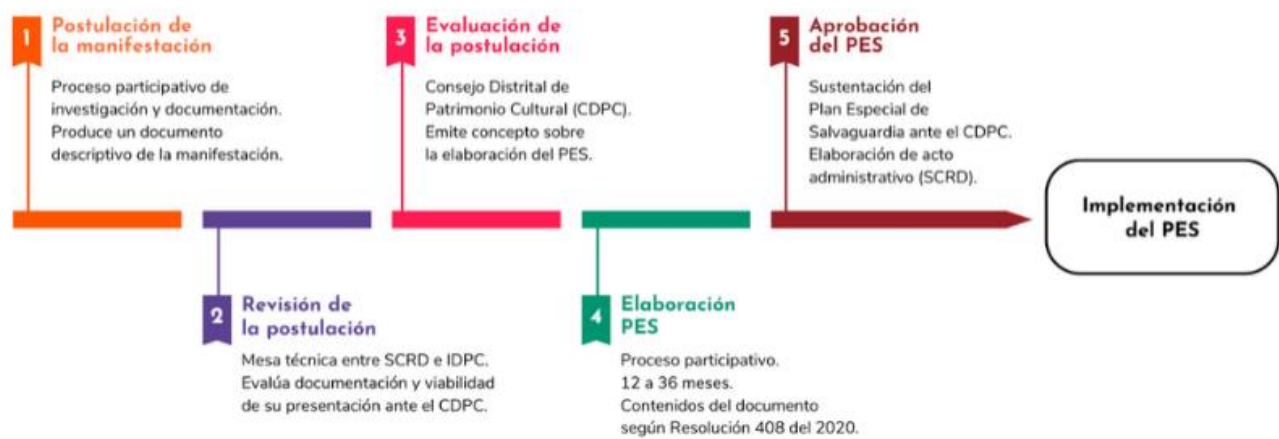 1
Postulación de
la manifestación
Proceso participativo de
investigación y documentación.
Produce un documento
descriptivo de la manifestación.
2
Revisión de
la postulación
Mesa técnica entre SCRD e IDPC.
Evalúa documentación y viabilidad
de su presentación ante el CDPC.
3
Evaluación de
la postulación
Consejo Distrital de
Patrimonio Cultural (CDPC).
Emite concepto sobre
la elaboración del PES.
4
Elaboración
PES
Proceso participativo.
12 a 36 meses.
Contenidos del documento
según Resolución 408 del 2020.
5
Aprobación
del PES
Sustentación del
Plan Especial de
Salvaguardia ante el CDPC.
Elaboración de acto
administrativo (SCRD).
Implementación
del PES